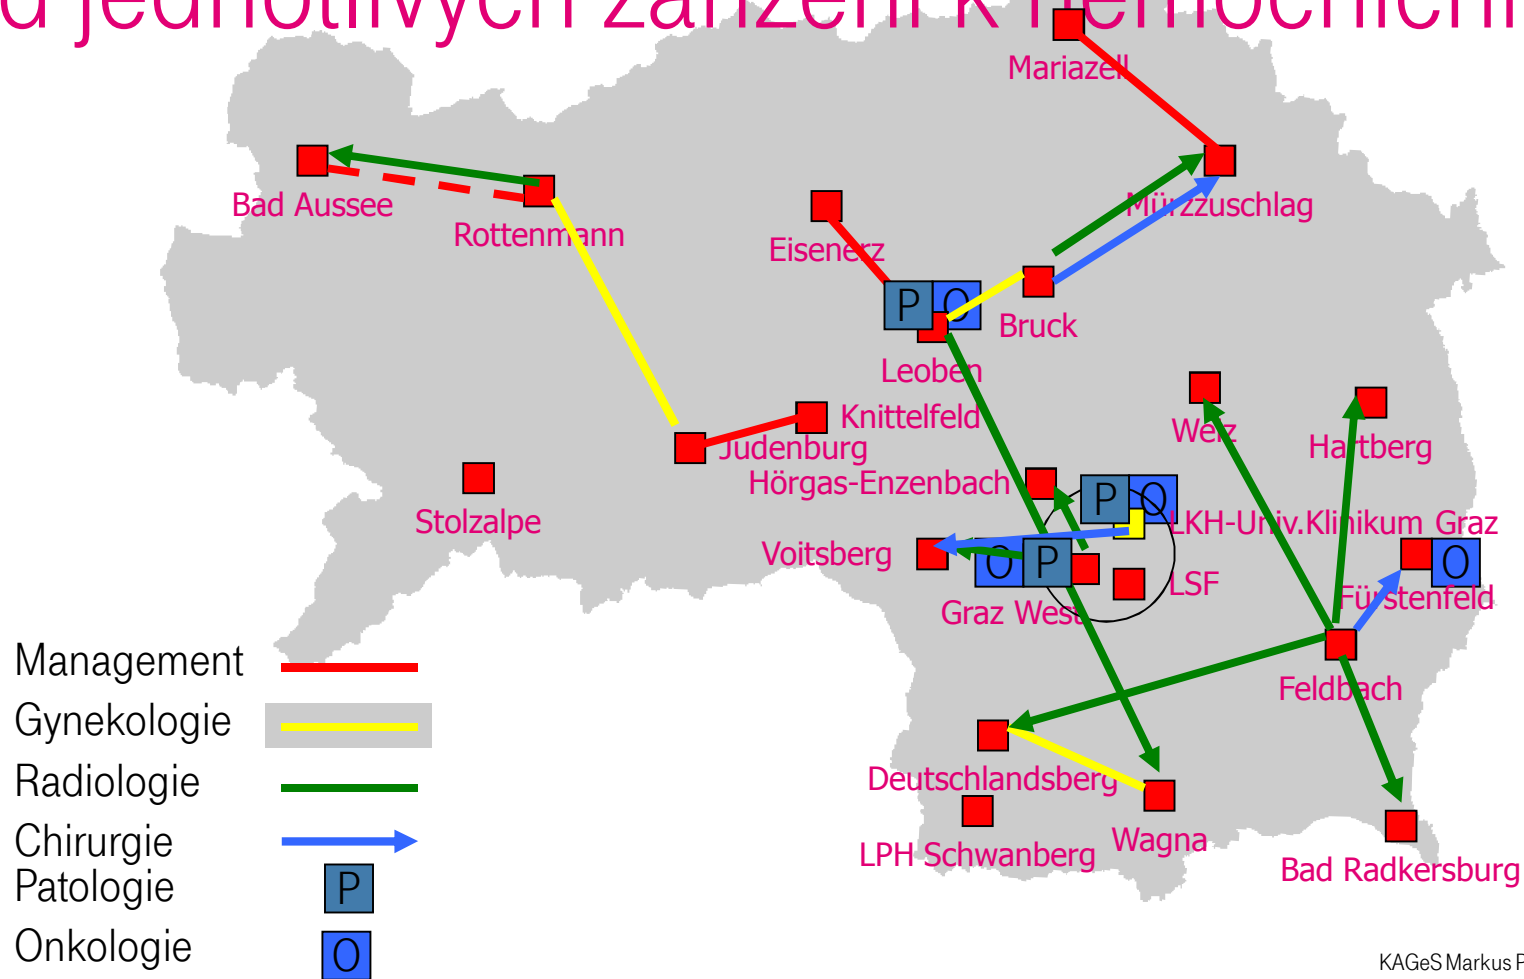 d jednotlivých zařízení k nemocničním
Mariazell
Bad Aussee
Rottenmann
Mürzzuschlag
Eisenerz
P O
Bruck
Leoben
Knittelfeld
Judenburg
Weiz
Hartberg
Hörgas-Enzenbach
P O
Stolzalpe
LKH-Univ.Klinikum Graz
Voitsberg
O P
O
LSF
Fürstenfeld
Graz West
Feldbach
Deutschlandsberg
Wagna
LPH Schwanberg
Bad Radkersburg
Management
Gynekologie
Radiologie
Chirurgie
Patologie P
Onkologie O
KAGeS Markus P